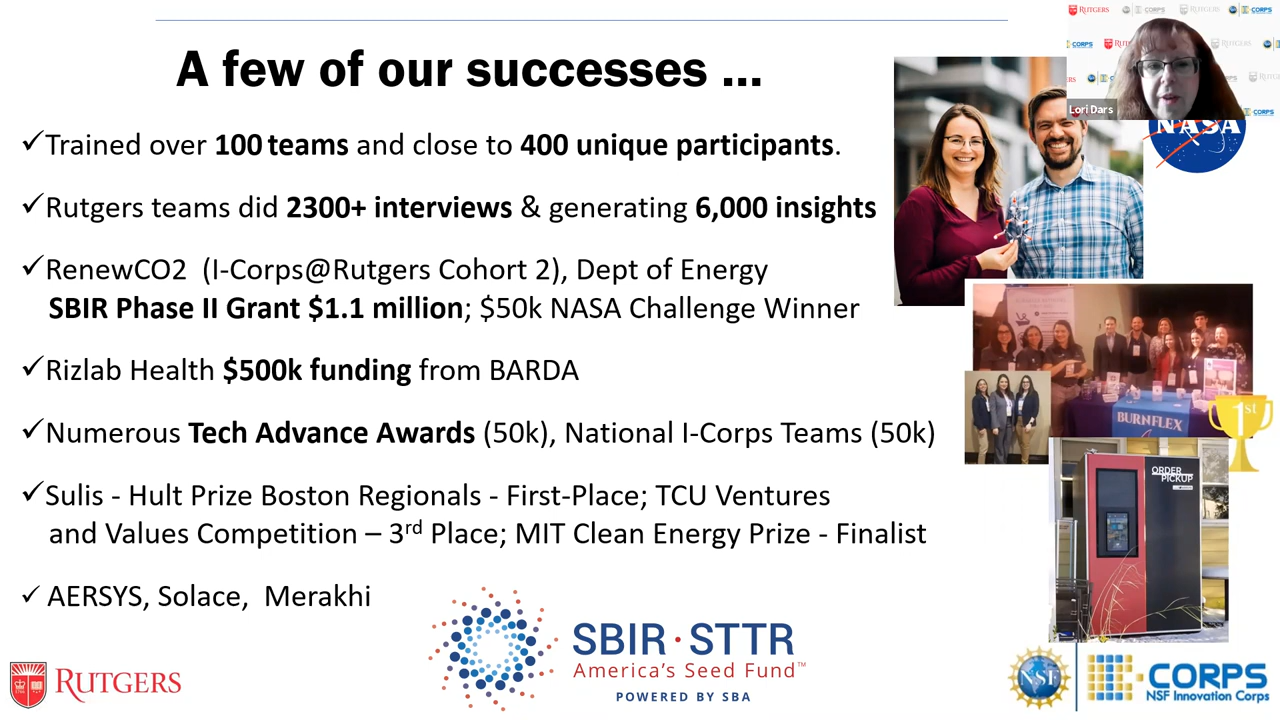 A few of our successes ...
✓Trained over 100 teams and close to 400 unique participants.
✓Rutgers teams did 2300+ interviews & generating 6,000 insights
✓RenewCO2 (I-Corps@Rutgers Cohort 2), Dept of Energy
SBIR Phase II Grant $1.1 million; $50k NASA Challenge Winner
✓Rizlab Health $500k funding from BARDA
✓Numerous Tech Advance Awards (50k), National I-Corps Teams (50k)
✓Sulis - Hult Prize Boston Regionals - First-Place; TCU Ventures
and Values Competition – 3rd Place; MIT Clean Energy Prize - Finalist
✓ AERSYS, Solace, Merakhi
RUTGERS
SBIR·STTR
America's Seed Fund™
POWERED BY SBA
RUTGERS
CORPS
Lori Dars
NASA
BURNFLEX
1st
ORDER
PICKUP
NSF
I-CORPS
NSF Innovation Corps